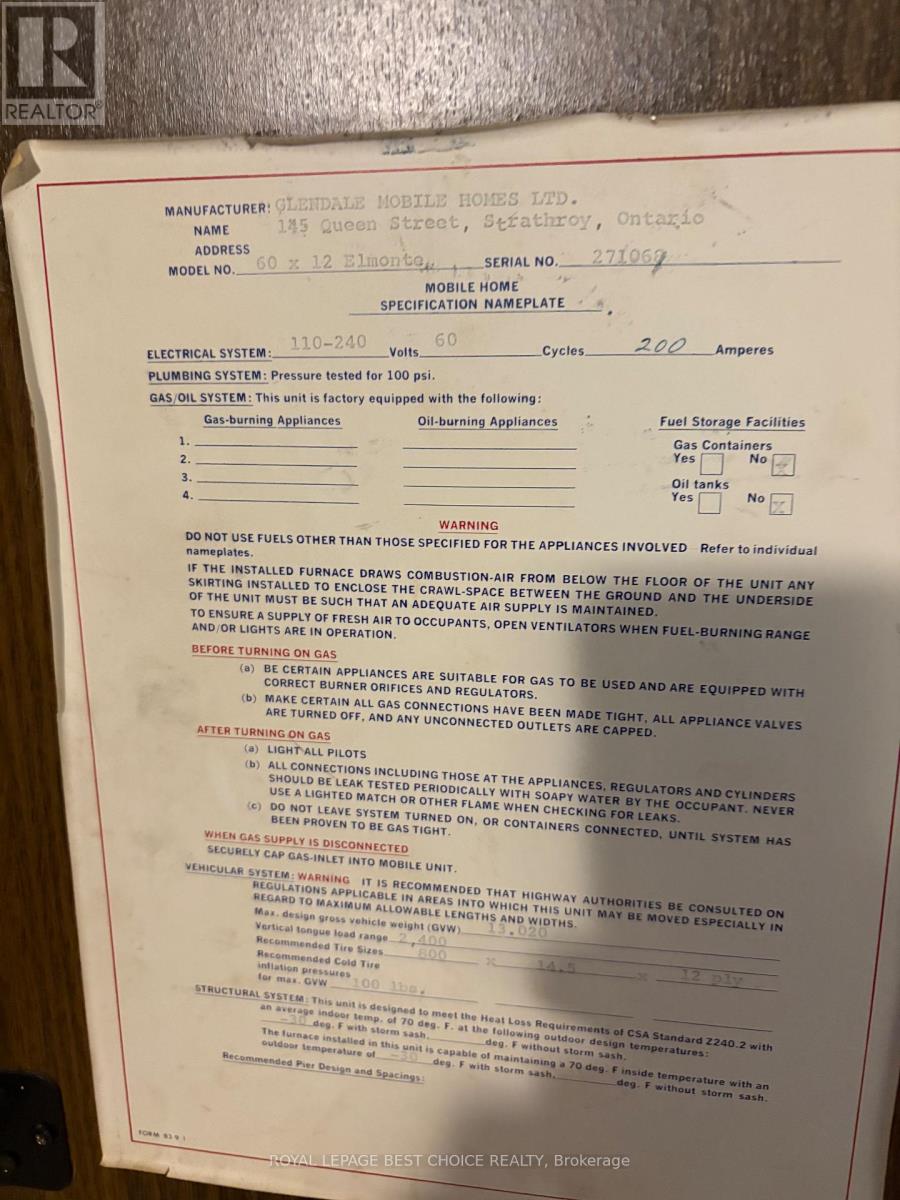 REALTOR®
MANUFACTURER: GLENDALE MOBILE HOMES LTD.
NAME 145 Queen Street, Strathroy, Ontario
ADDRESS
MODEL NO. 60 x 12 Elmonte SERIAL NO.
MOBILE HOME
SPECIFICATION NAMEPLATE
ELECTRICAL SYSTEM: 110-240 Volts 60 Cycles 200 Amperes
PLUMBING SYSTEM: Pressure tested for 100 psi.
GAS/OIL SYSTEM: This unit is factory equipped with the following:
Gas-burning Appliances Oil-burning Appliances Fuel Storage Facilities
1. Gas Containers
2. Yes No x
3. Oil tanks
4. Yes No x
WARNING
DO NOT USE FUELS OTHER THAN THOSE SPECIFIED FOR THE APPLIANCES INVOLVED Refer to individual
nameplates.
IF THE INSTALLED FURNACE DRAWS COMBUSTION-AIR FROM BELOW THE FLOOR OF THE UNIT ANY
SKIRTING INSTALLED TO ENCLOSE THE CRAWL-SPACE BETWEEN THE GROUND AND THE UNDERSIDE
OF THE UNIT MUST BE SUCH THAT AN ADEQUATE AIR SUPPLY IS MAINTAINED.
TO ENSURE A SUPPLY OF FRESH AIR TO OCCUPANTS, OPEN VENTILATORS WHEN FUEL-BURNING RANGE
AND/OR LIGHTS ARE IN OPERATION.
BEFORE TURNING ON GAS
(a) BE CERTAIN APPLIANCES ARE SUITABLE FOR GAS TO BE USED AND ARE EQUIPPED WITH
CORRECT BURNER ORIFICES AND REGULATORS.
(b) MAKE CERTAIN ALL GAS CONNECTIONS HAVE BEEN MADE TIGHT, ALL APPLIANCE VALVES
ARE TURNED OFF, AND ANY UNCONNECTED OUTLETS ARE CAPPED.
AFTER TURNING ON GAS
(a) LIGHT ALL PILOTS
(b) ALL CONNECTIONS INCLUDING THOSE AT THE APPLIANCES, REGULATORS AND CYLINDERS
SHOULD BE LEAK TESTED PERIODICALLY WITH SOAPY WATER BY THE OCCUPANT. NEVER
USE A LIGHTED MATCH OR OTHER FLAME WHEN CHECKING FOR LEAKS.
(c) DO NOT LEAVE SYSTEM TURNED ON, OR CONTAINERS CONNECTED, UNTIL SYSTEM HAS
BEEN PROVEN TO BE GAS TIGHT.
WHEN GAS SUPPLY IS DISCONNECTED
SECURELY CAP GAS-INLET INTO MOBILE UNIT.
VEHICULAR SYSTEM: WARNING IT IS RECOMMENDED THAT HIGHWAY AUTHORITIES BE CONSULTED ON
REGULATIONS APPLICABLE IN AREAS INTO WHICH THIS UNIT MAY BE MOVED ESPECIALLY IN
REGARD TO MAXIMUM ALLOWABLE LENGTHS AND WIDTHS.
Max. design gross vehicle weight (GVW) 13.020
Vertical tongue load range 2,400
Recommended Tire Sizes 800 x 14.5 x 12 ply
Recommended Cold Tire
inflation pressures
for max. GVW 100 lbs.
STRUCTURAL SYSTEM: This unit is designed to meet the Heat Loss Requirements of CSA Standard Z240.2 with
an average indoor temp. of 70 deg. F. at the following outdoor design temperatures:
-30 deg. F with storm sash, deg. F without storm sash.
The furnace installed in this unit is capable of maintaining a 70 deg. F inside temperature with an
outdoor temperature of -30 deg. F with storm sash, deg. F without storm sash.
Recommended Pier Design and Spacings:
FORM 83 9 1
ROYAL LEPAGE BEST CHOICE REALTY, Brokerage